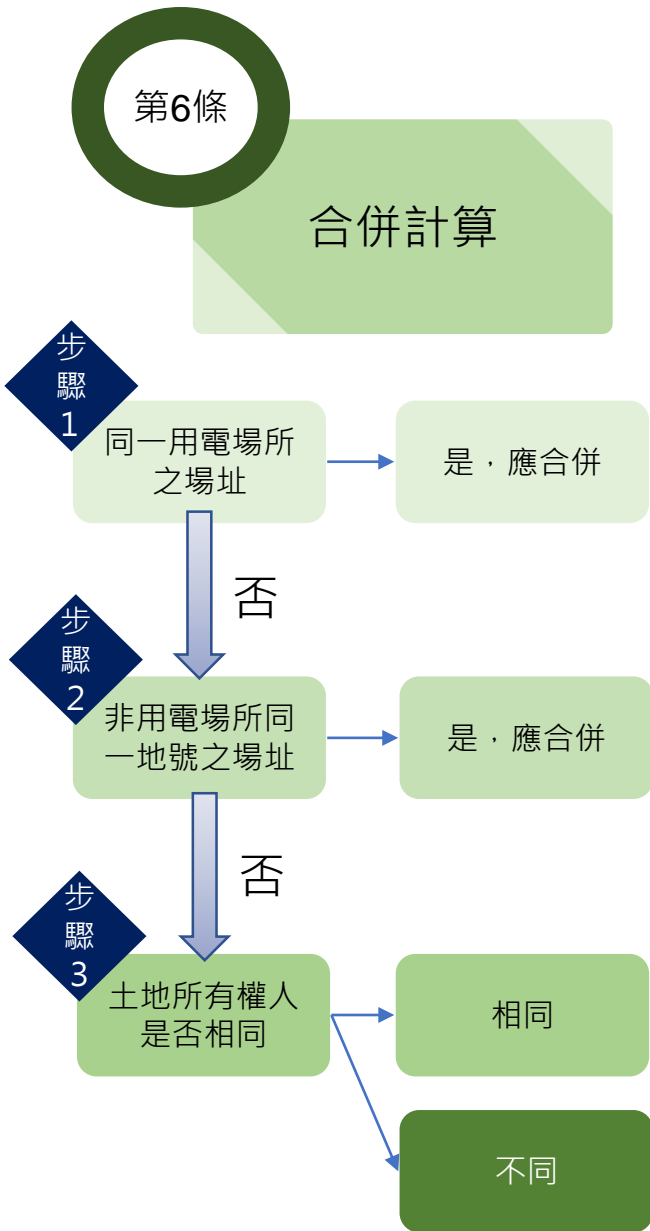 第6條
合併計算
步
驟
1
同一用電場所
之場址
是，應合併
否
步
驟
2
非用電場所同
一地號之場址
是，應合併
否
步
驟
3
土地所有權人
是否相同
相同
不同